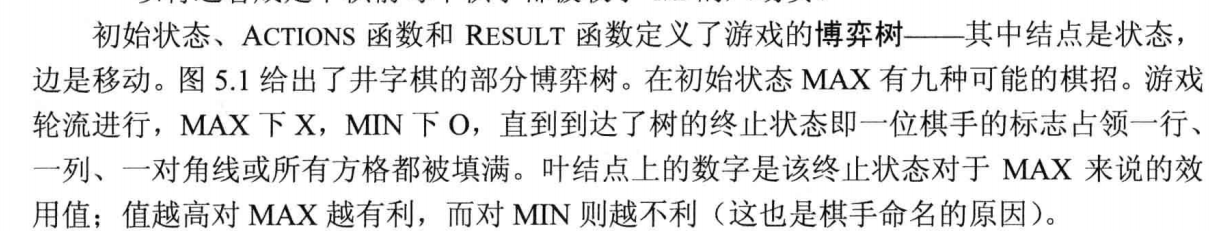 初始状态、ACTIONS 函数和 RESULT 函数定义了游戏的博弈树——其中结点是状态，
边是移动。图 5.1 给出了井字棋的部分博弈树。在初始状态 MAX 有九种可能的棋招。游戏
轮流进行，MAX 下 X，MIN 下 O，直到到达了树的终止状态即一位棋手的标志占领一行、
一列、一对角线或所有方格都被填满。叶结点上的数字是该终止状态对于 MAX 来说的效
用值；值越高对 MAX 越有利，而对 MIN 则越不利（这也是棋手命名的原因）。